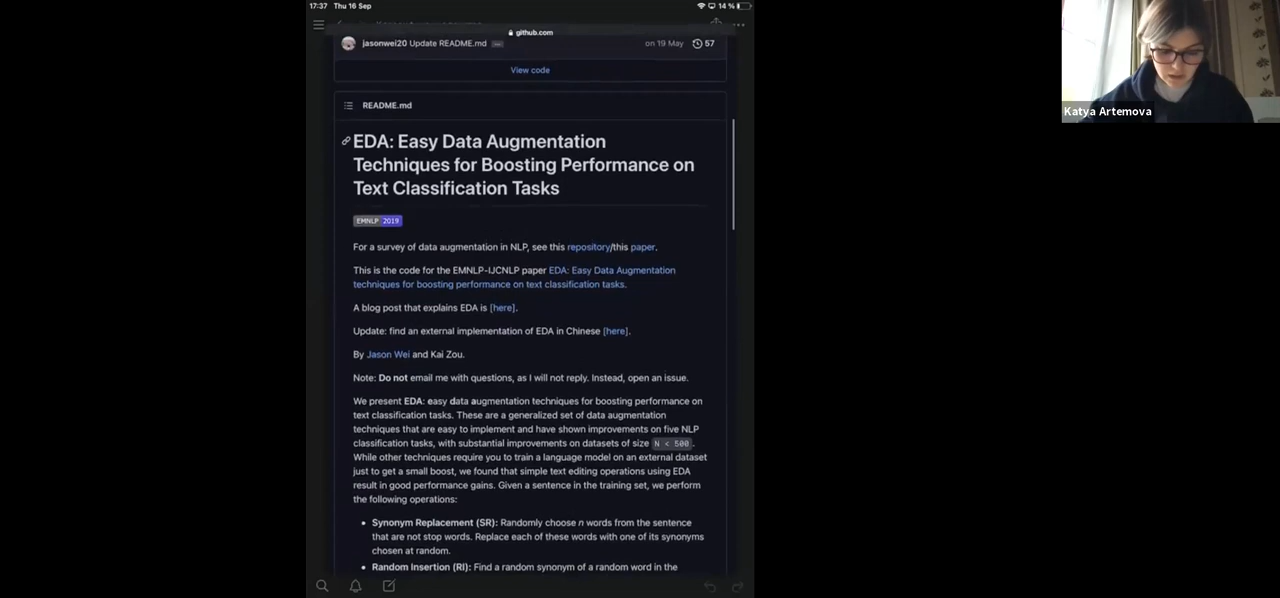 17:37 Thu 16 Sep
14 %
github.com
jasonwei20 Update README.md
on 19 May 57
View code
README.md
EDA: Easy Data Augmentation
Techniques for Boosting Performance on
Text Classification Tasks
EMNLP 2019
For a survey of data augmentation in NLP, see this repository/this paper.
This is the code for the EMNLP-IJCNLP paper EDA: Easy Data Augmentation
techniques for boosting performance on text classification tasks.
A blog post that explains EDA is [here].
Update: find an external implementation of EDA in Chinese [here].
By Jason Wei and Kai Zou.
Note: Do not email me with questions, as I will not reply. Instead, open an issue.
We present EDA: easy data augmentation techniques for boosting performance on
text classification tasks. These are a generalized set of data augmentation
techniques that are easy to implement and have shown improvements on five NLP
classification tasks, with substantial improvements on datasets of size N < 500 .
While other techniques require you to train a language model on an external dataset
just to get a small boost, we found that simple text editing operations using EDA
result in good performance gains. Given a sentence in the training set, we perform
the following operations:
• Synonym Replacement (SR): Randomly choose n words from the sentence
that are not stop words. Replace each of these words with one of its synonyms
chosen at random.
• Random Insertion (RI): Find a random synonym of a random word in the
Katya Artemova